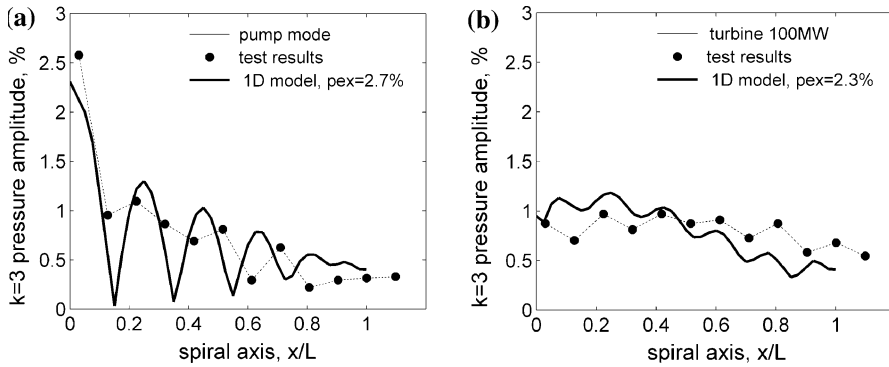 (a)
pump mode
test results
1D model, pex=2.7%
k=3 pressure amplitude, %
3
2.5
2
1.5
1
0.5
0
0 0.2 0.4 0.6 0.8 1
spiral axis, x/L
(b)
turbine 100MW
test results
1D model, pex=2.3%
k=3 pressure amplitude, %
3
2.5
2
1.5
1
0.5
0
0 0.2 0.4 0.6 0.8 1
spiral axis, x/L